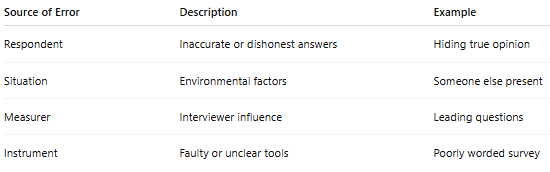 Source of Error Description Example
Respondent Inaccurate or dishonest answers Hiding true opinion
Situation Environmental factors Someone else present
Measurer Interviewer influence Leading questions
Instrument Faulty or unclear tools Poorly worded survey